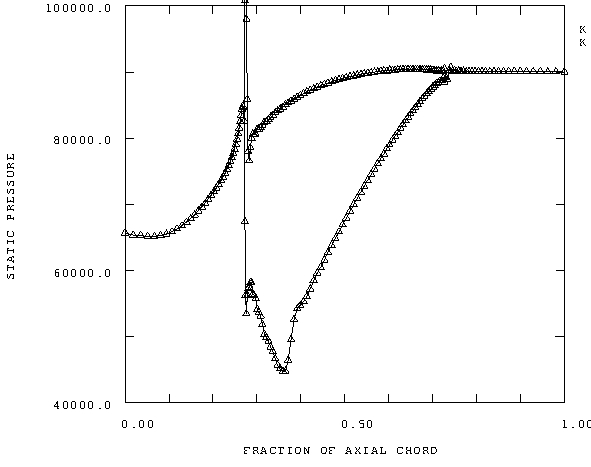 100000.0
K
K
80000.0
STATIC PRESSURE
60000.0
40000.0
0.00 0.50 1.00
FRACTION OF AXIAL CHORD